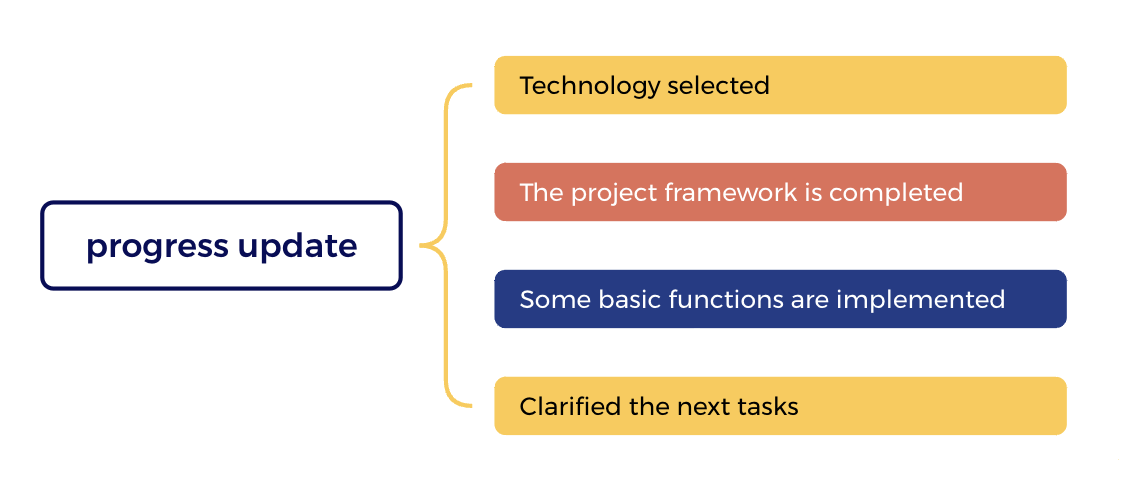 progress update
Technology selected
The project framework is completed
Some basic functions are implemented
Clarified the next tasks